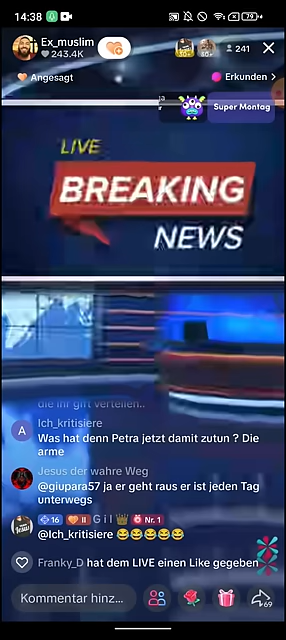 14:38
79
Ex_muslim
243.4K
241
Angesagt
Erkunden
Super Montag
LIVE
BREAKING
NEWS
die ihr gift verteilen..
Ich_kritisiere
Was hat denn Petra jetzt damit zutun ? Die
arme
Jesus der wahre Weg
@giupara57 ja er geht raus er ist jeden Tag
unterwegs
16 II G i l 👑 Nr. 1
@Ich_kritisiere 😂😂😂😂😂
Franky_D hat dem LIVE einen Like gegeben
Kommentar hinz...
69